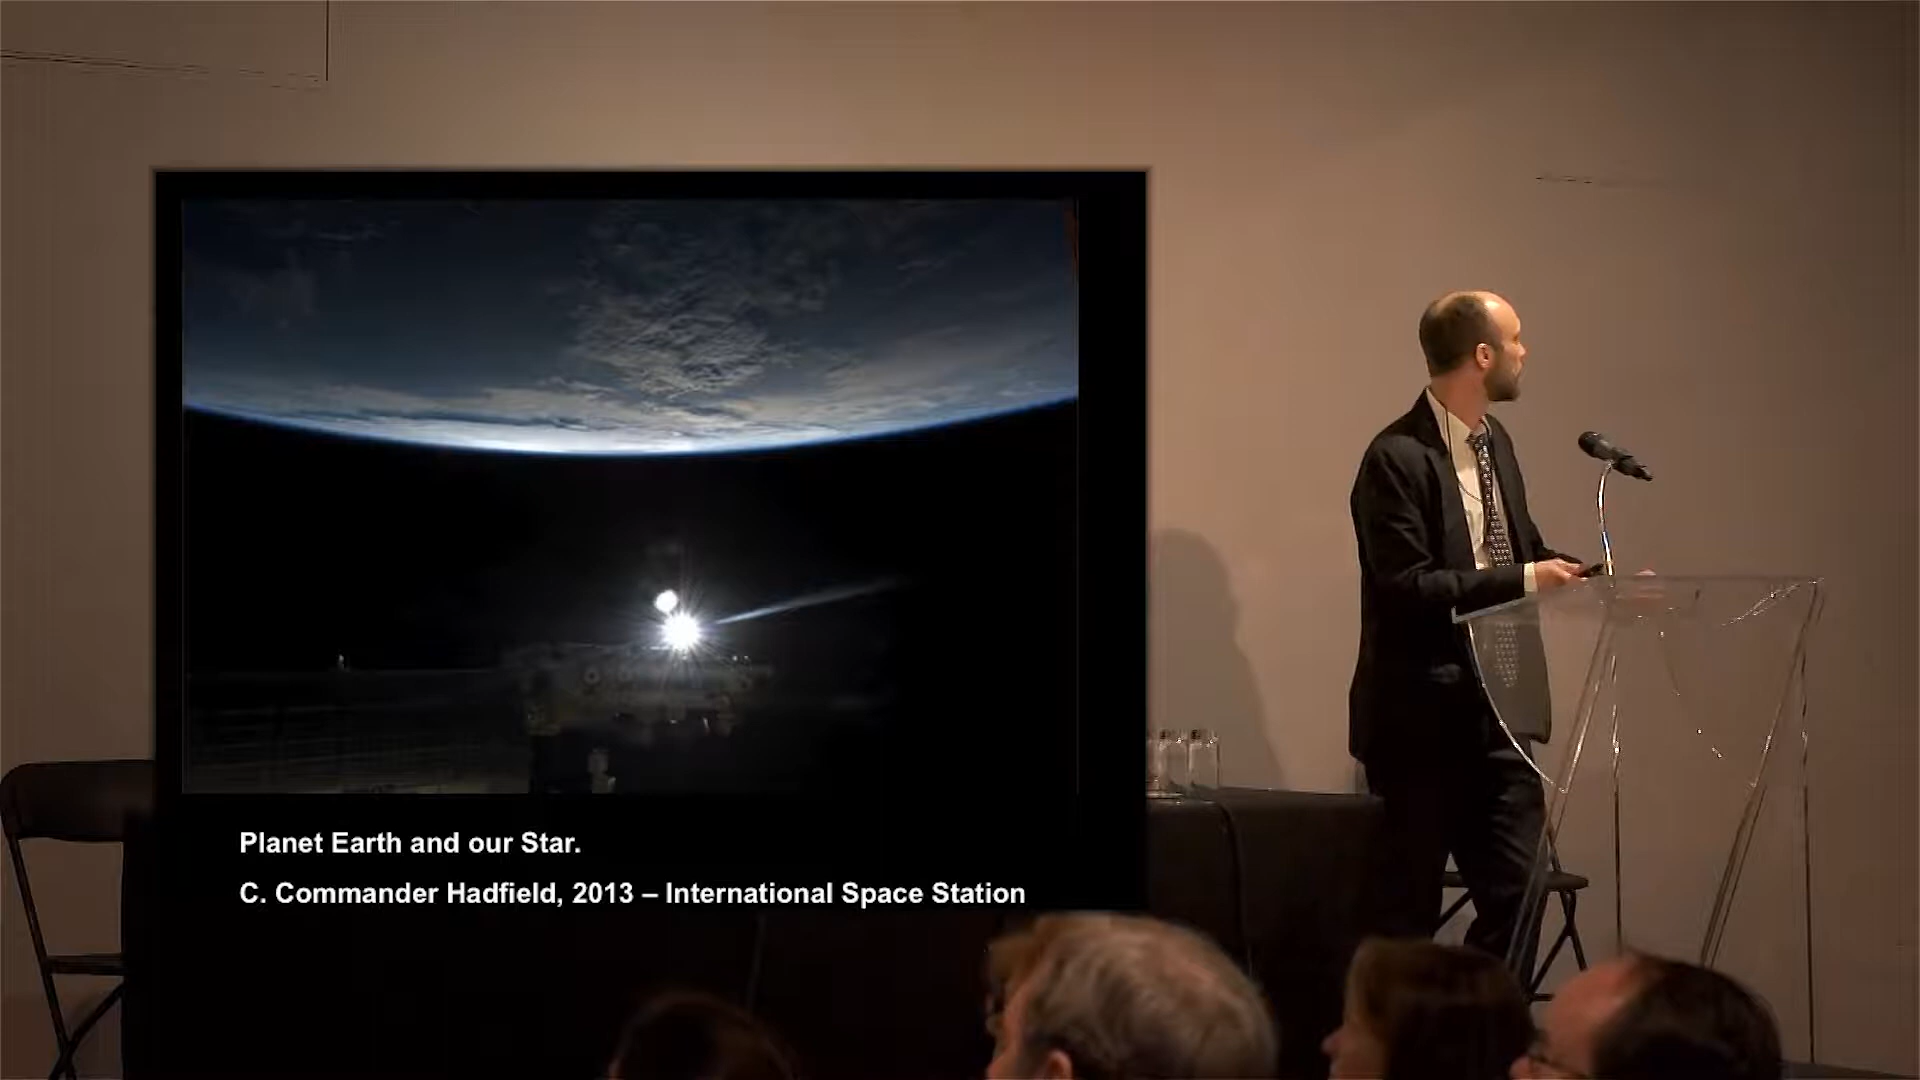 Planet Earth and our Star.
C. Commander Hadfield, 2013 – International Space Station